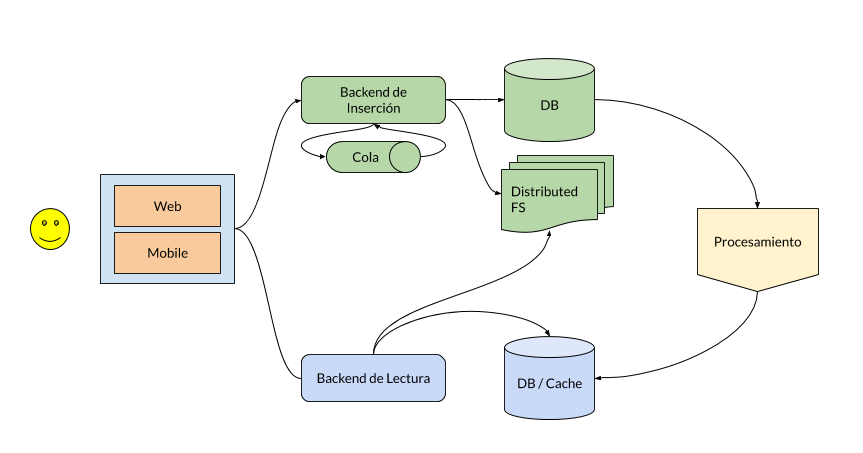 Backend de
Inserción
DB
Cola
Distributed
FS
Web
Mobile
Procesamiento
Backend de Lectura
DB / Cache